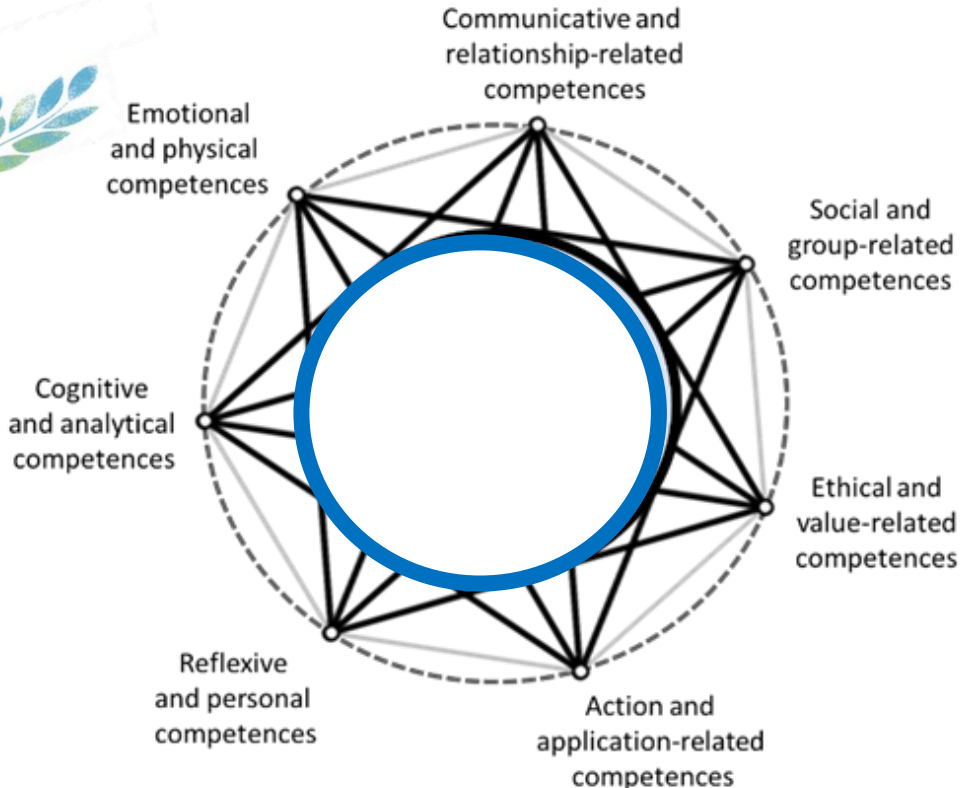 Communicative and
relationship-related
competences
Emotional
and physical
competences
Social and
group-related
competences
Cognitive
and analytical
competences
Ethical and
value-related
competences
Reflexive
and personal
competences
Action and
application-related
competences